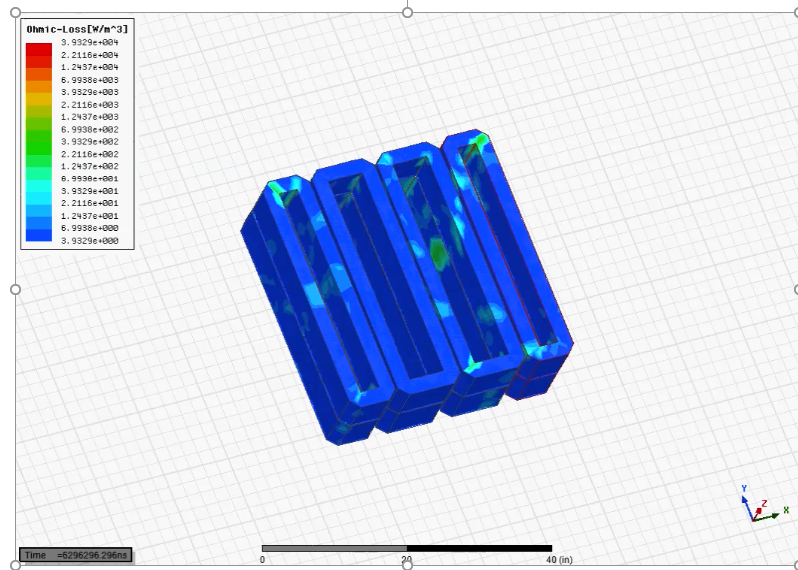 Ohmic-Loss[W/m^3]
3.9329e+004
2.2116e+004
1.2437e+004
6.9938e+003
3.9329e+003
2.2116e+003
1.2437e+003
6.9938e+002
3.9329e+002
2.2116e+002
1.2437e+002
6.9938e+001
3.9329e+001
2.2116e+001
1.2437e+001
6.9938e+000
3.9329e+000
Y
Z
X
Time =6296296.296ns
0 20 40 (in)